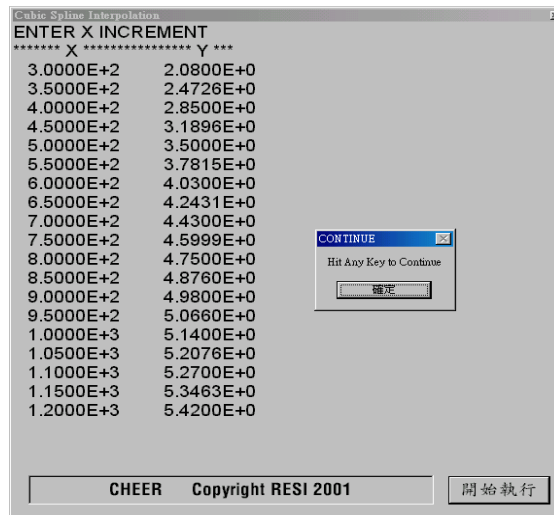 Cubic Spline Interpolation
ENTER X INCREMENT
******* X ***************** Y ***
3.0000E+2 2.0800E+0
3.5000E+2 2.4726E+0
4.0000E+2 2.8500E+0
4.5000E+2 3.1896E+0
5.0000E+2 3.5000E+0
5.5000E+2 3.7815E+0
6.0000E+2 4.0300E+0
6.5000E+2 4.2431E+0
7.0000E+2 4.4300E+0
7.5000E+2 4.5999E+0
8.0000E+2 4.7500E+0
8.5000E+2 4.8760E+0
9.0000E+2 4.9800E+0
9.5000E+2 5.0660E+0
1.0000E+3 5.1400E+0
1.0500E+3 5.2076E+0
1.1000E+3 5.2700E+0
1.1500E+3 5.3463E+0
1.2000E+3 5.4200E+0
CONTINUE
Hit Any Key to Continue
確定
CHEER Copyright RESI 2001
開始執行